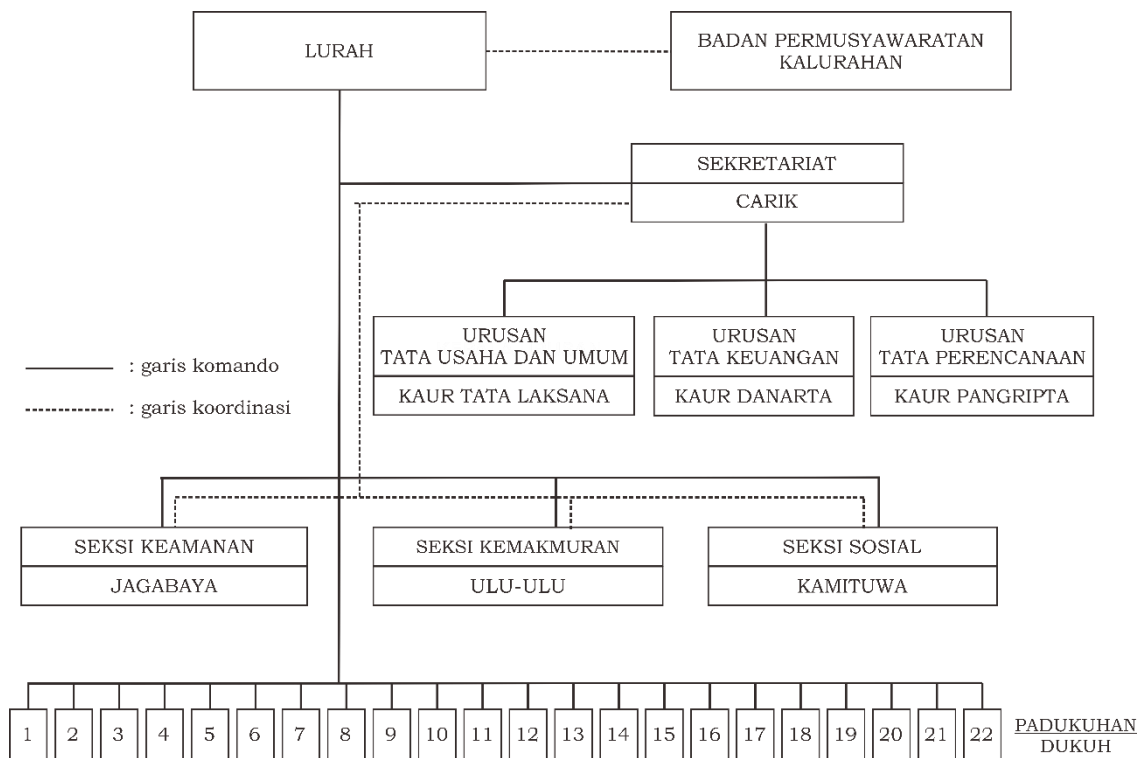 LURAH
BADAN PERMUSYAWARATAN
KALURAHAN
SEKRETARIAT
CARIK
URUSAN
TATA USAHA DAN UMUM
KAUR TATA LAKSANA
URUSAN
TATA KEUANGAN
KAUR DANARTA
URUSAN
TATA PERENCANAAN
KAUR PANGRIPTA
: garis komando
: garis koordinasi
SEKSI KEAMANAN
JAGABAYA
SEKSI KEMAKMURAN
ULU-ULU
SEKSI SOSIAL
KAMITUWA
1 2 3 4 5 6 7 8 9 10 11 12 13 14 15 16 17 18 19 20 21 22
PADUKUHAN
DUKUH